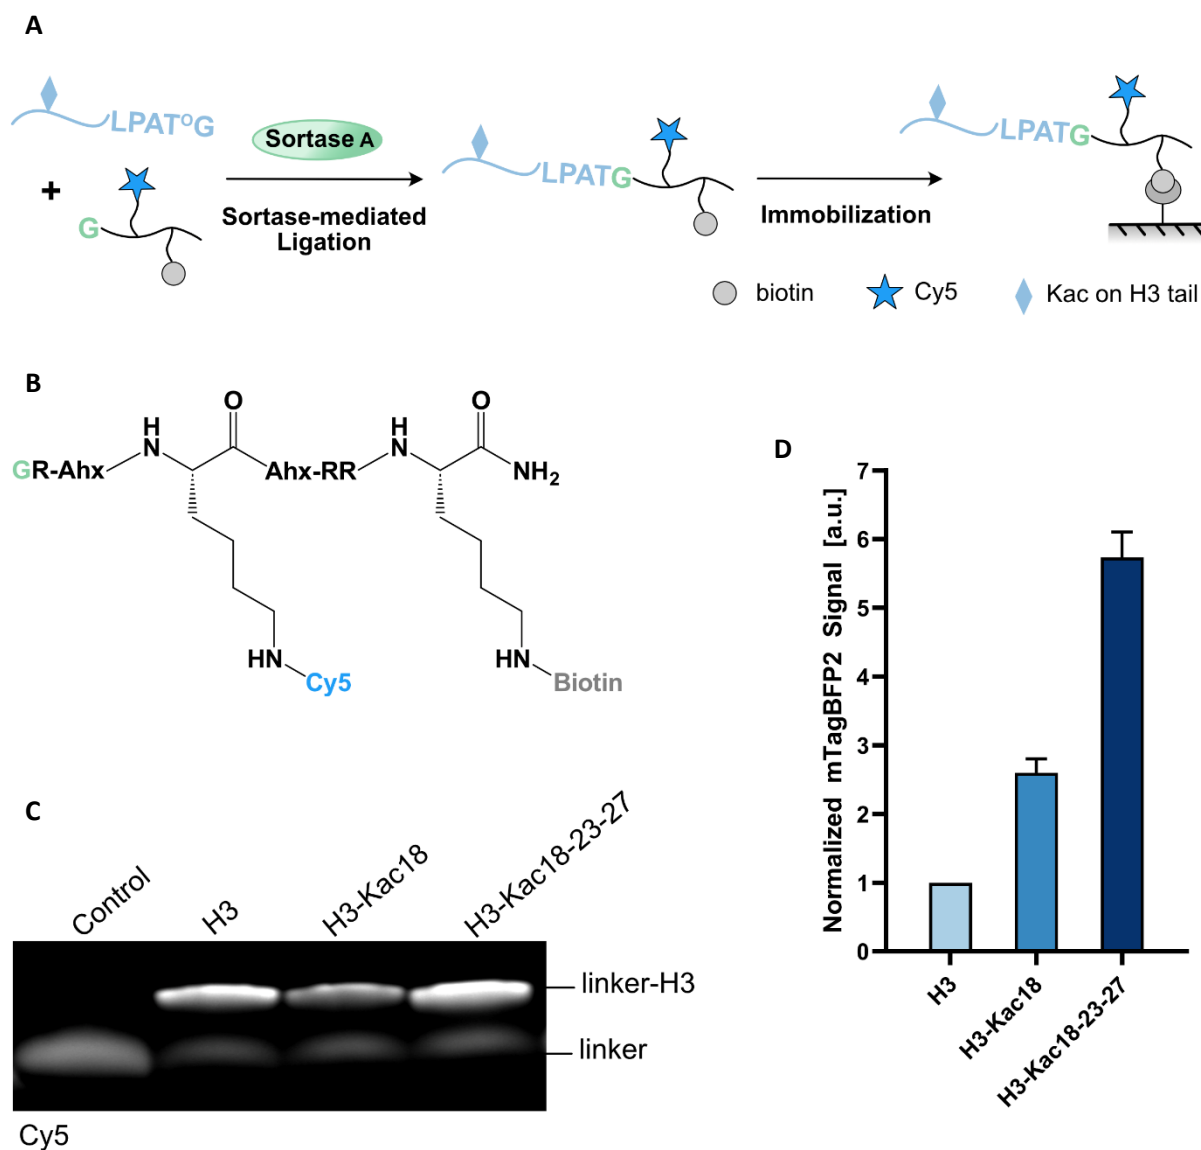 A
LPATᴼG
+
G
Sortase A
Sortase-mediated
Ligation
LPATG
Immobilization
LPATG
biotin
Cy5
Kac on H3 tail
B
GR-Ahx
H
N
O
Ahx-RR
H
N
O
NH₂
HN
Cy5
HN
Biotin
C
Control
H3
H3-Kac18
H3-Kac18-23-27
linker-H3
linker
Cy5
D
Normalized mTagBFP2 Signal [a.u.]
7
6
5
4
3
2
1
0
H3
H3-Kac18
H3-Kac18-23-27